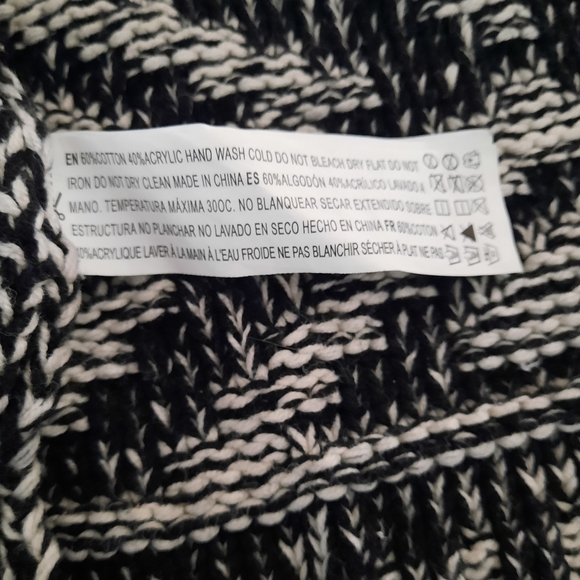 EN 60%COTTON 40%ACRYLIC HAND WASH COLD DO NOT BLEACH DRY FLAT DO NOT
IRON DO NOT DRY CLEAN MADE IN CHINA ES 60%ALGODÓN 40%ACRÍLICO LAVADO A
MANO. TEMPERATURA MÁXIMA 30OC. NO BLANQUEAR SECAR EXTENDIDO SOBRE
ESTRUCTURA NO PLANCHAR NO LAVADO EN SECO HECHO EN CHINA FR 60%COTON
40%ACRYLIQUE LAVER À LA MAIN À L'EAU FROIDE NE PAS BLANCHIR SÉCHER À PLAT NE PAS